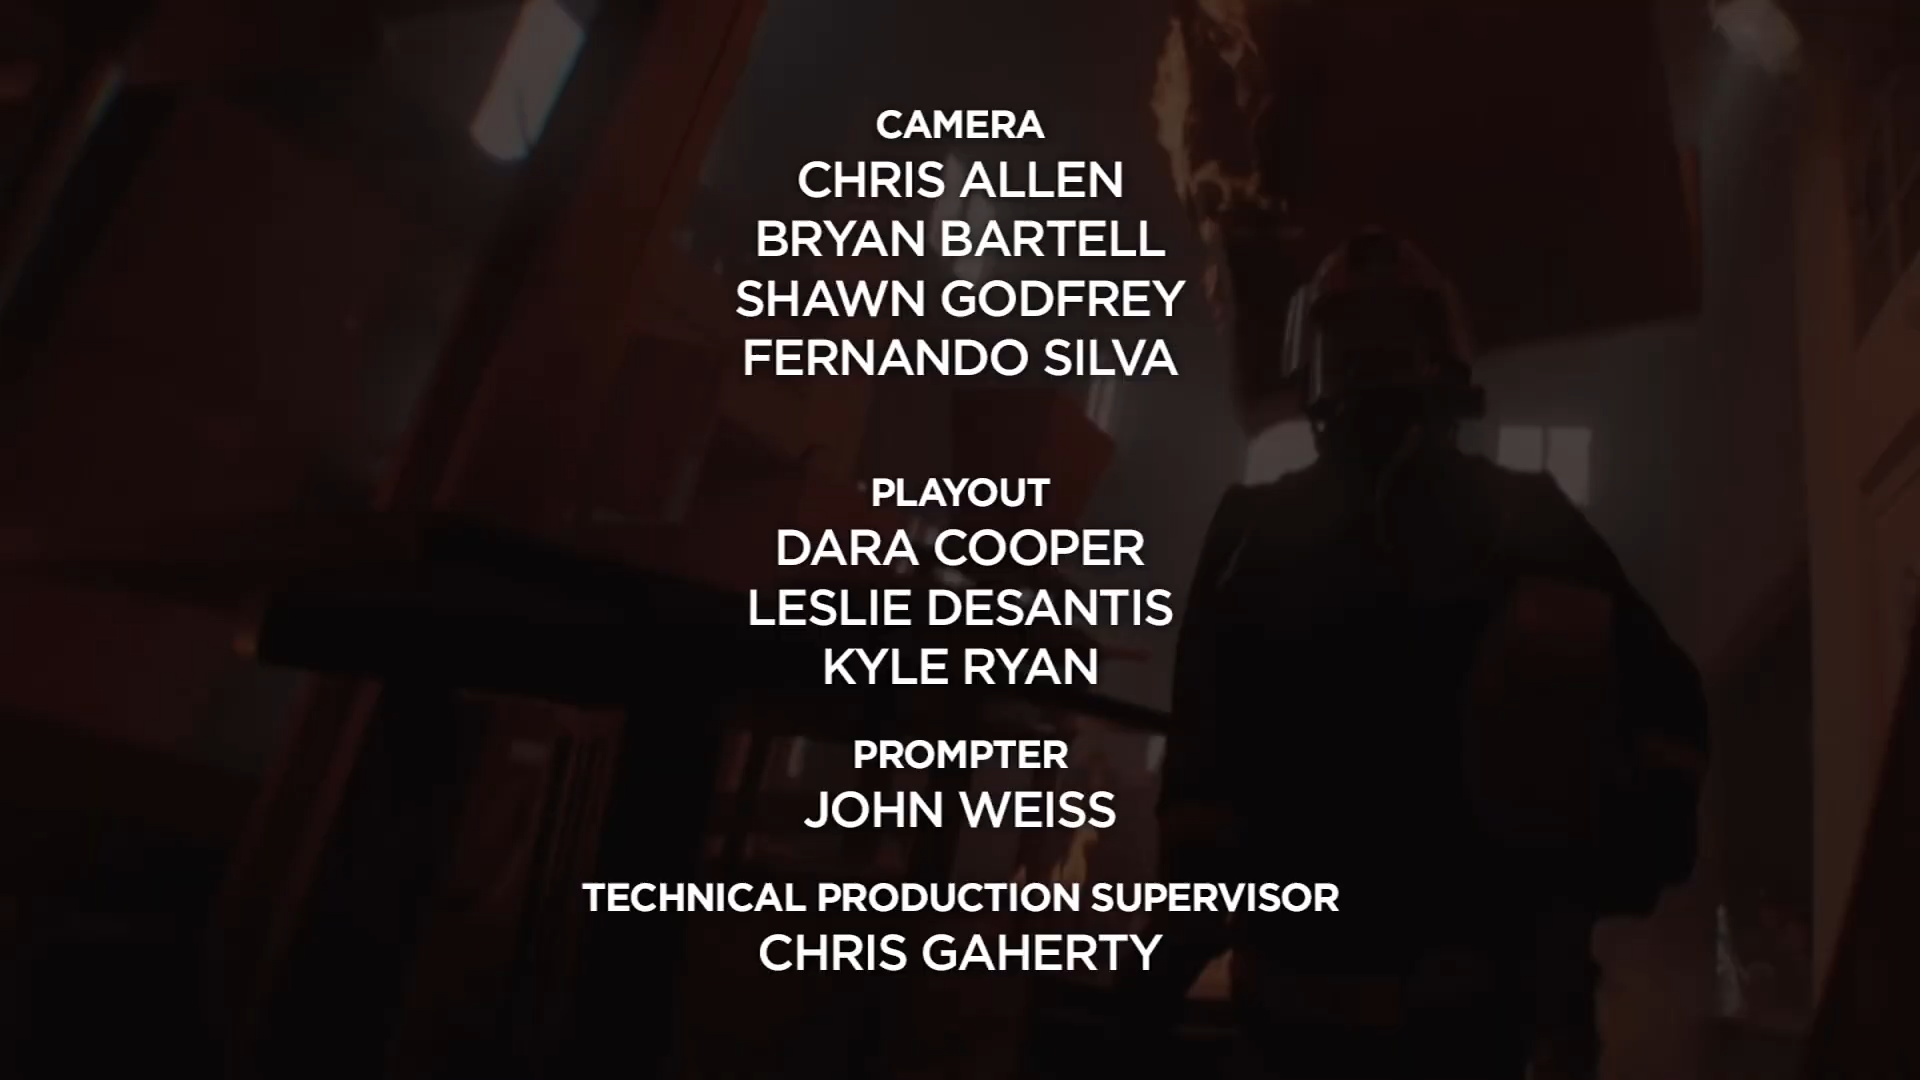 CAMERA
CHRIS ALLEN
BRYAN BARTELL
SHAWN GODFREY
FERNANDO SILVA
PLAYOUT
DARA COOPER
LESLIE DESANTIS
KYLE RYAN
PROMPTER
JOHN WEISS
TECHNICAL PRODUCTION SUPERVISOR
CHRIS GAHERTY